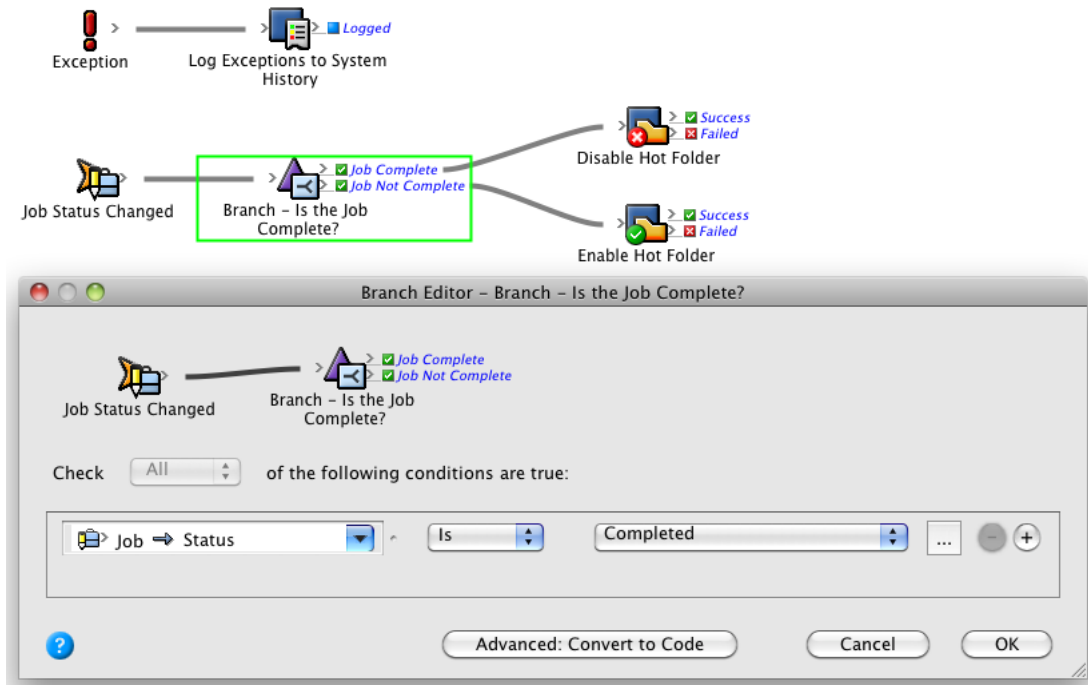 Logged
Exception
Log Exceptions to System
History
Success
Failed
Disable Hot Folder
Job Complete
Job Not Complete
Job Status Changed
Branch – Is the Job
Complete?
Success
Failed
Enable Hot Folder
Branch Editor – Branch – Is the Job Complete?
Job Complete
Job Not Complete
Job Status Changed
Branch – Is the Job
Complete?
Check All of the following conditions are true:
Job ➡ Status Is Completed ... − +
? Advanced: Convert to Code Cancel OK